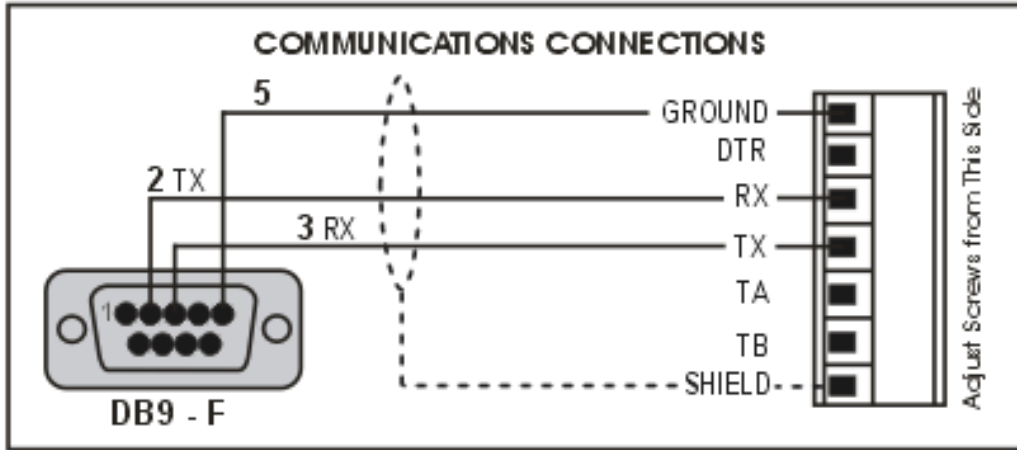 COMMUNICATIONS CONNECTIONS
5
GROUND
DTR
2 TX
RX
3 RX
TX
1
TA
TB
SHIELD
DB9 - F
Adjust Screws from This Side